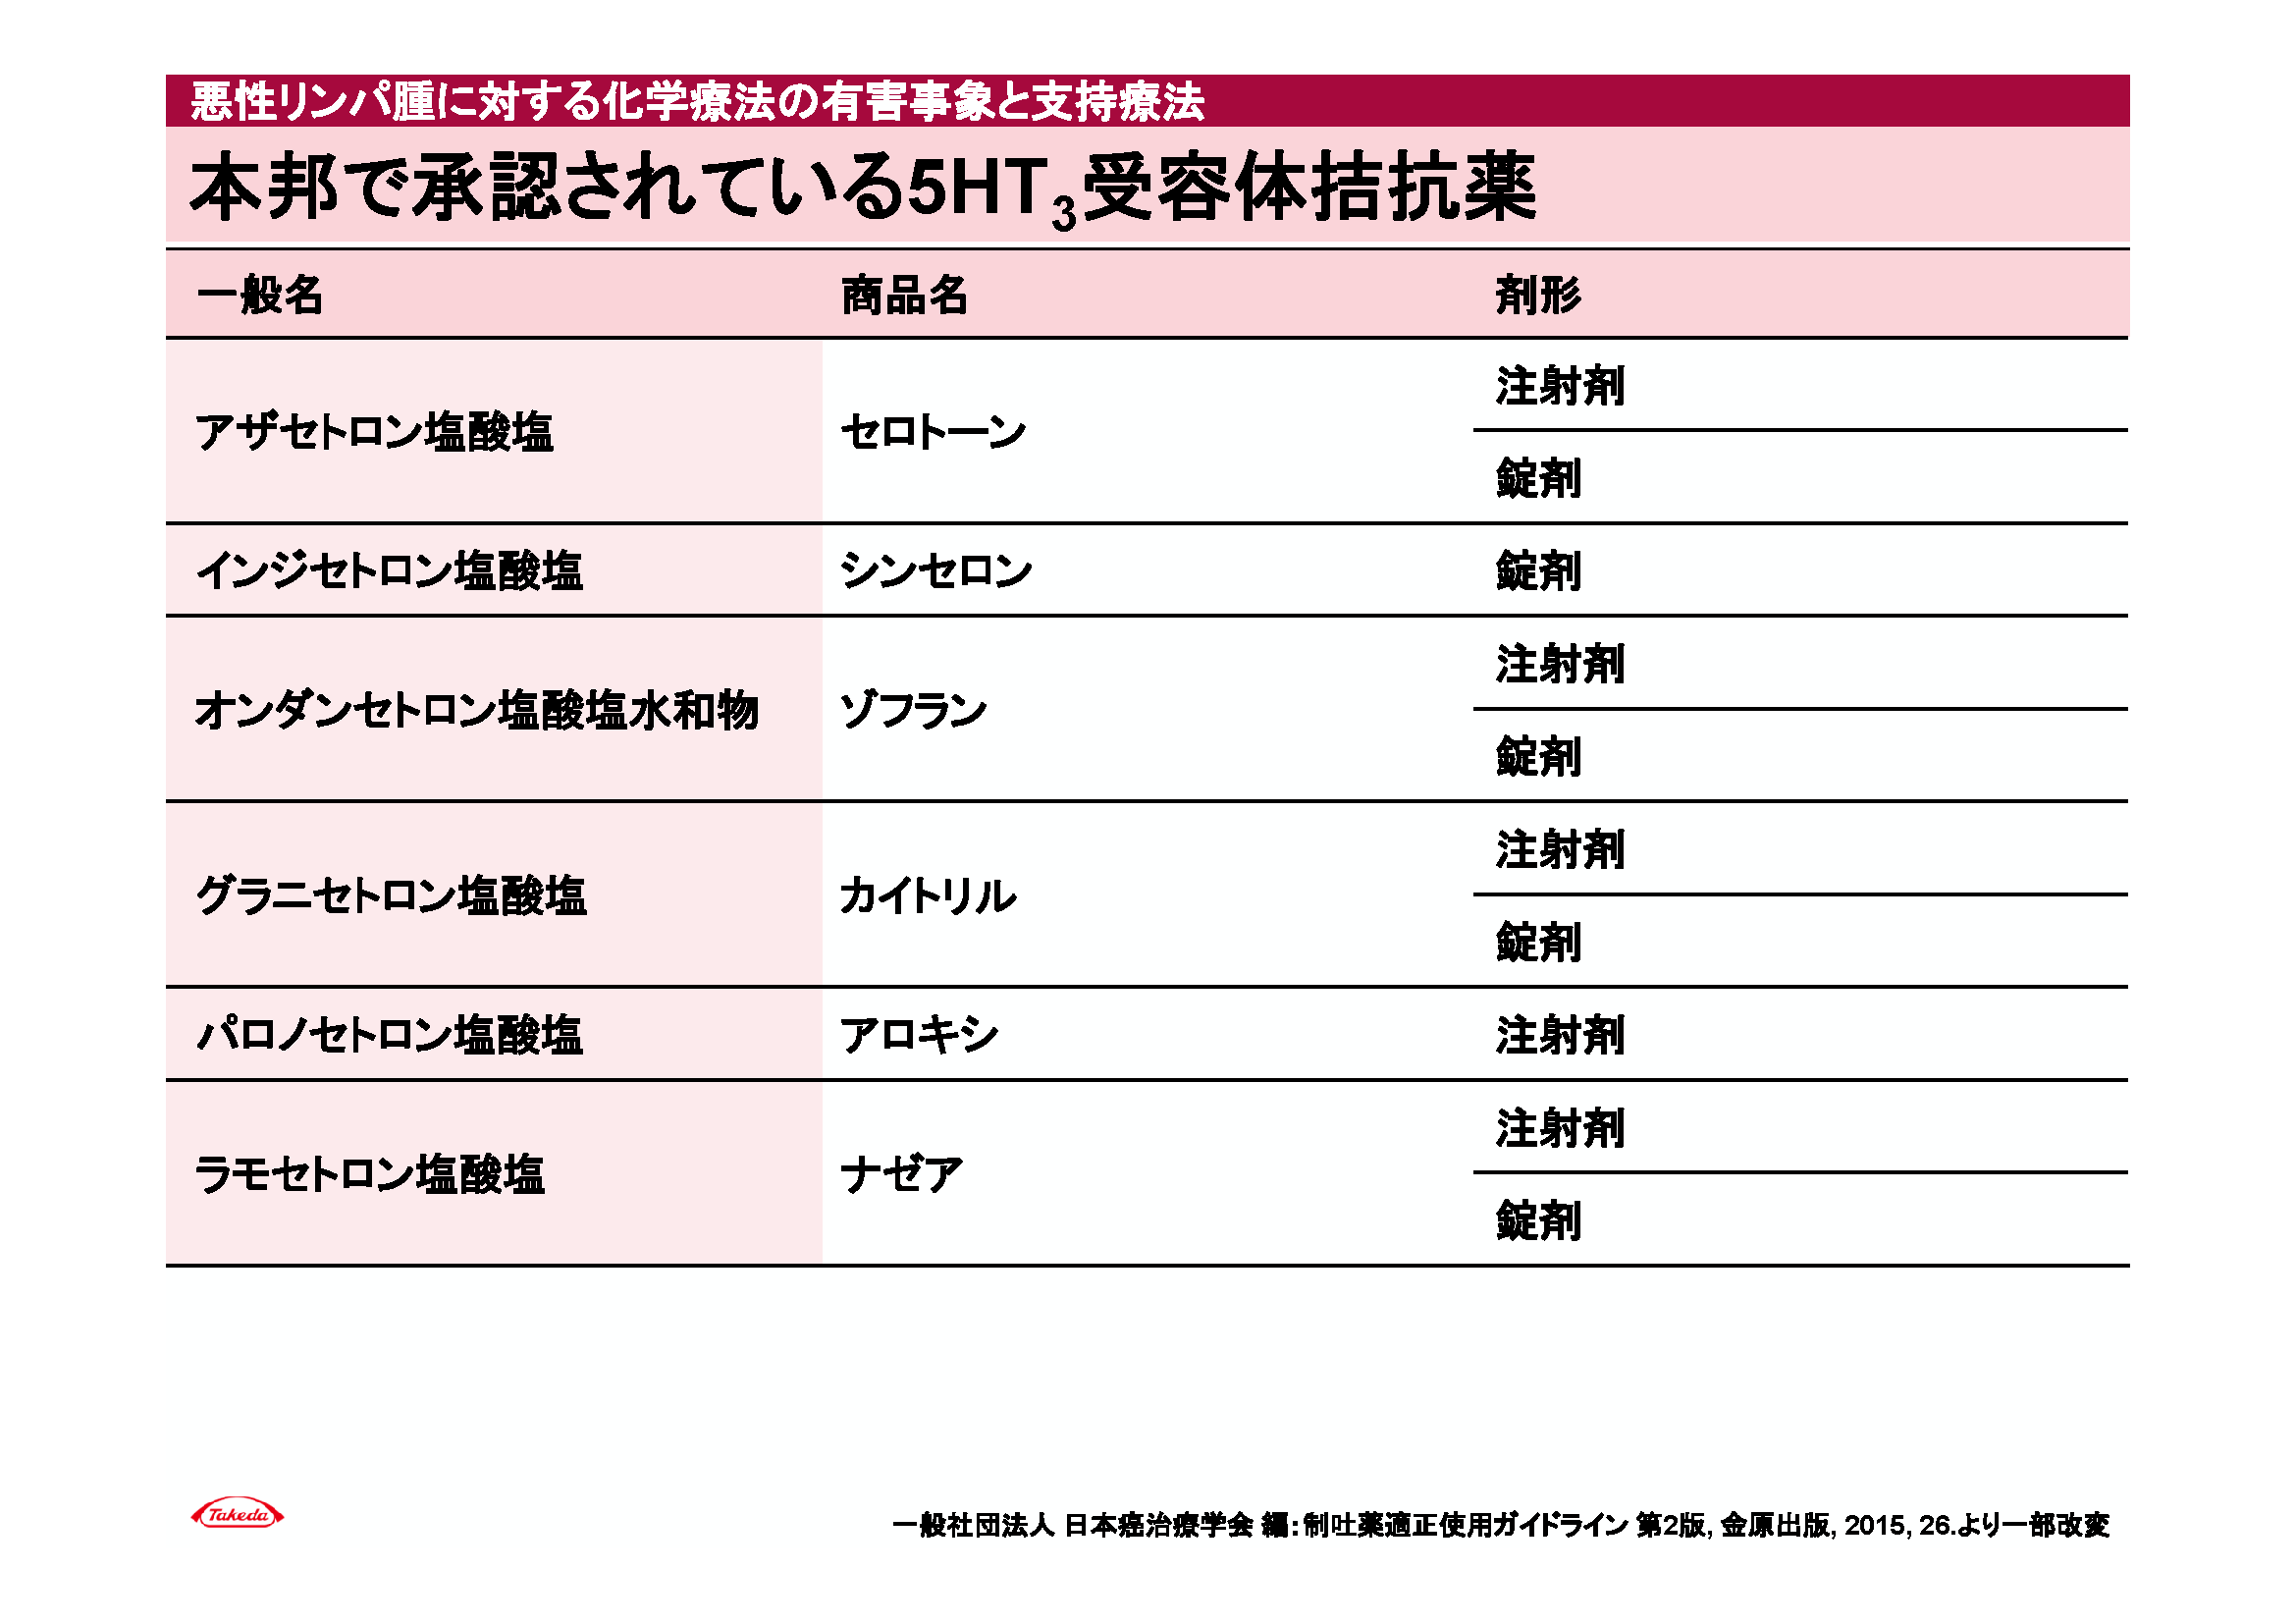 悪性リンパ腫に対する化学療法の有害事象と支持療法
本邦で承認されている5HT₃受容体拮抗薬
一般名 商品名 剤形
アザセトロン塩酸塩 セロトーン 注射剤
錠剤
インジセトロン塩酸塩 シンセロン 錠剤
オンダンセトロン塩酸塩水和物 ゾフラン 注射剤
錠剤
グラニセトロン塩酸塩 カイトリル 注射剤
錠剤
パロノセトロン塩酸塩 アロキシ 注射剤
ラモセトロン塩酸塩 ナゼア 注射剤
錠剤
Takeda
一般社団法人 日本癌治療学会 編：制吐薬適正使用ガイドライン 第2版, 金原出版, 2015, 26.より一部改変